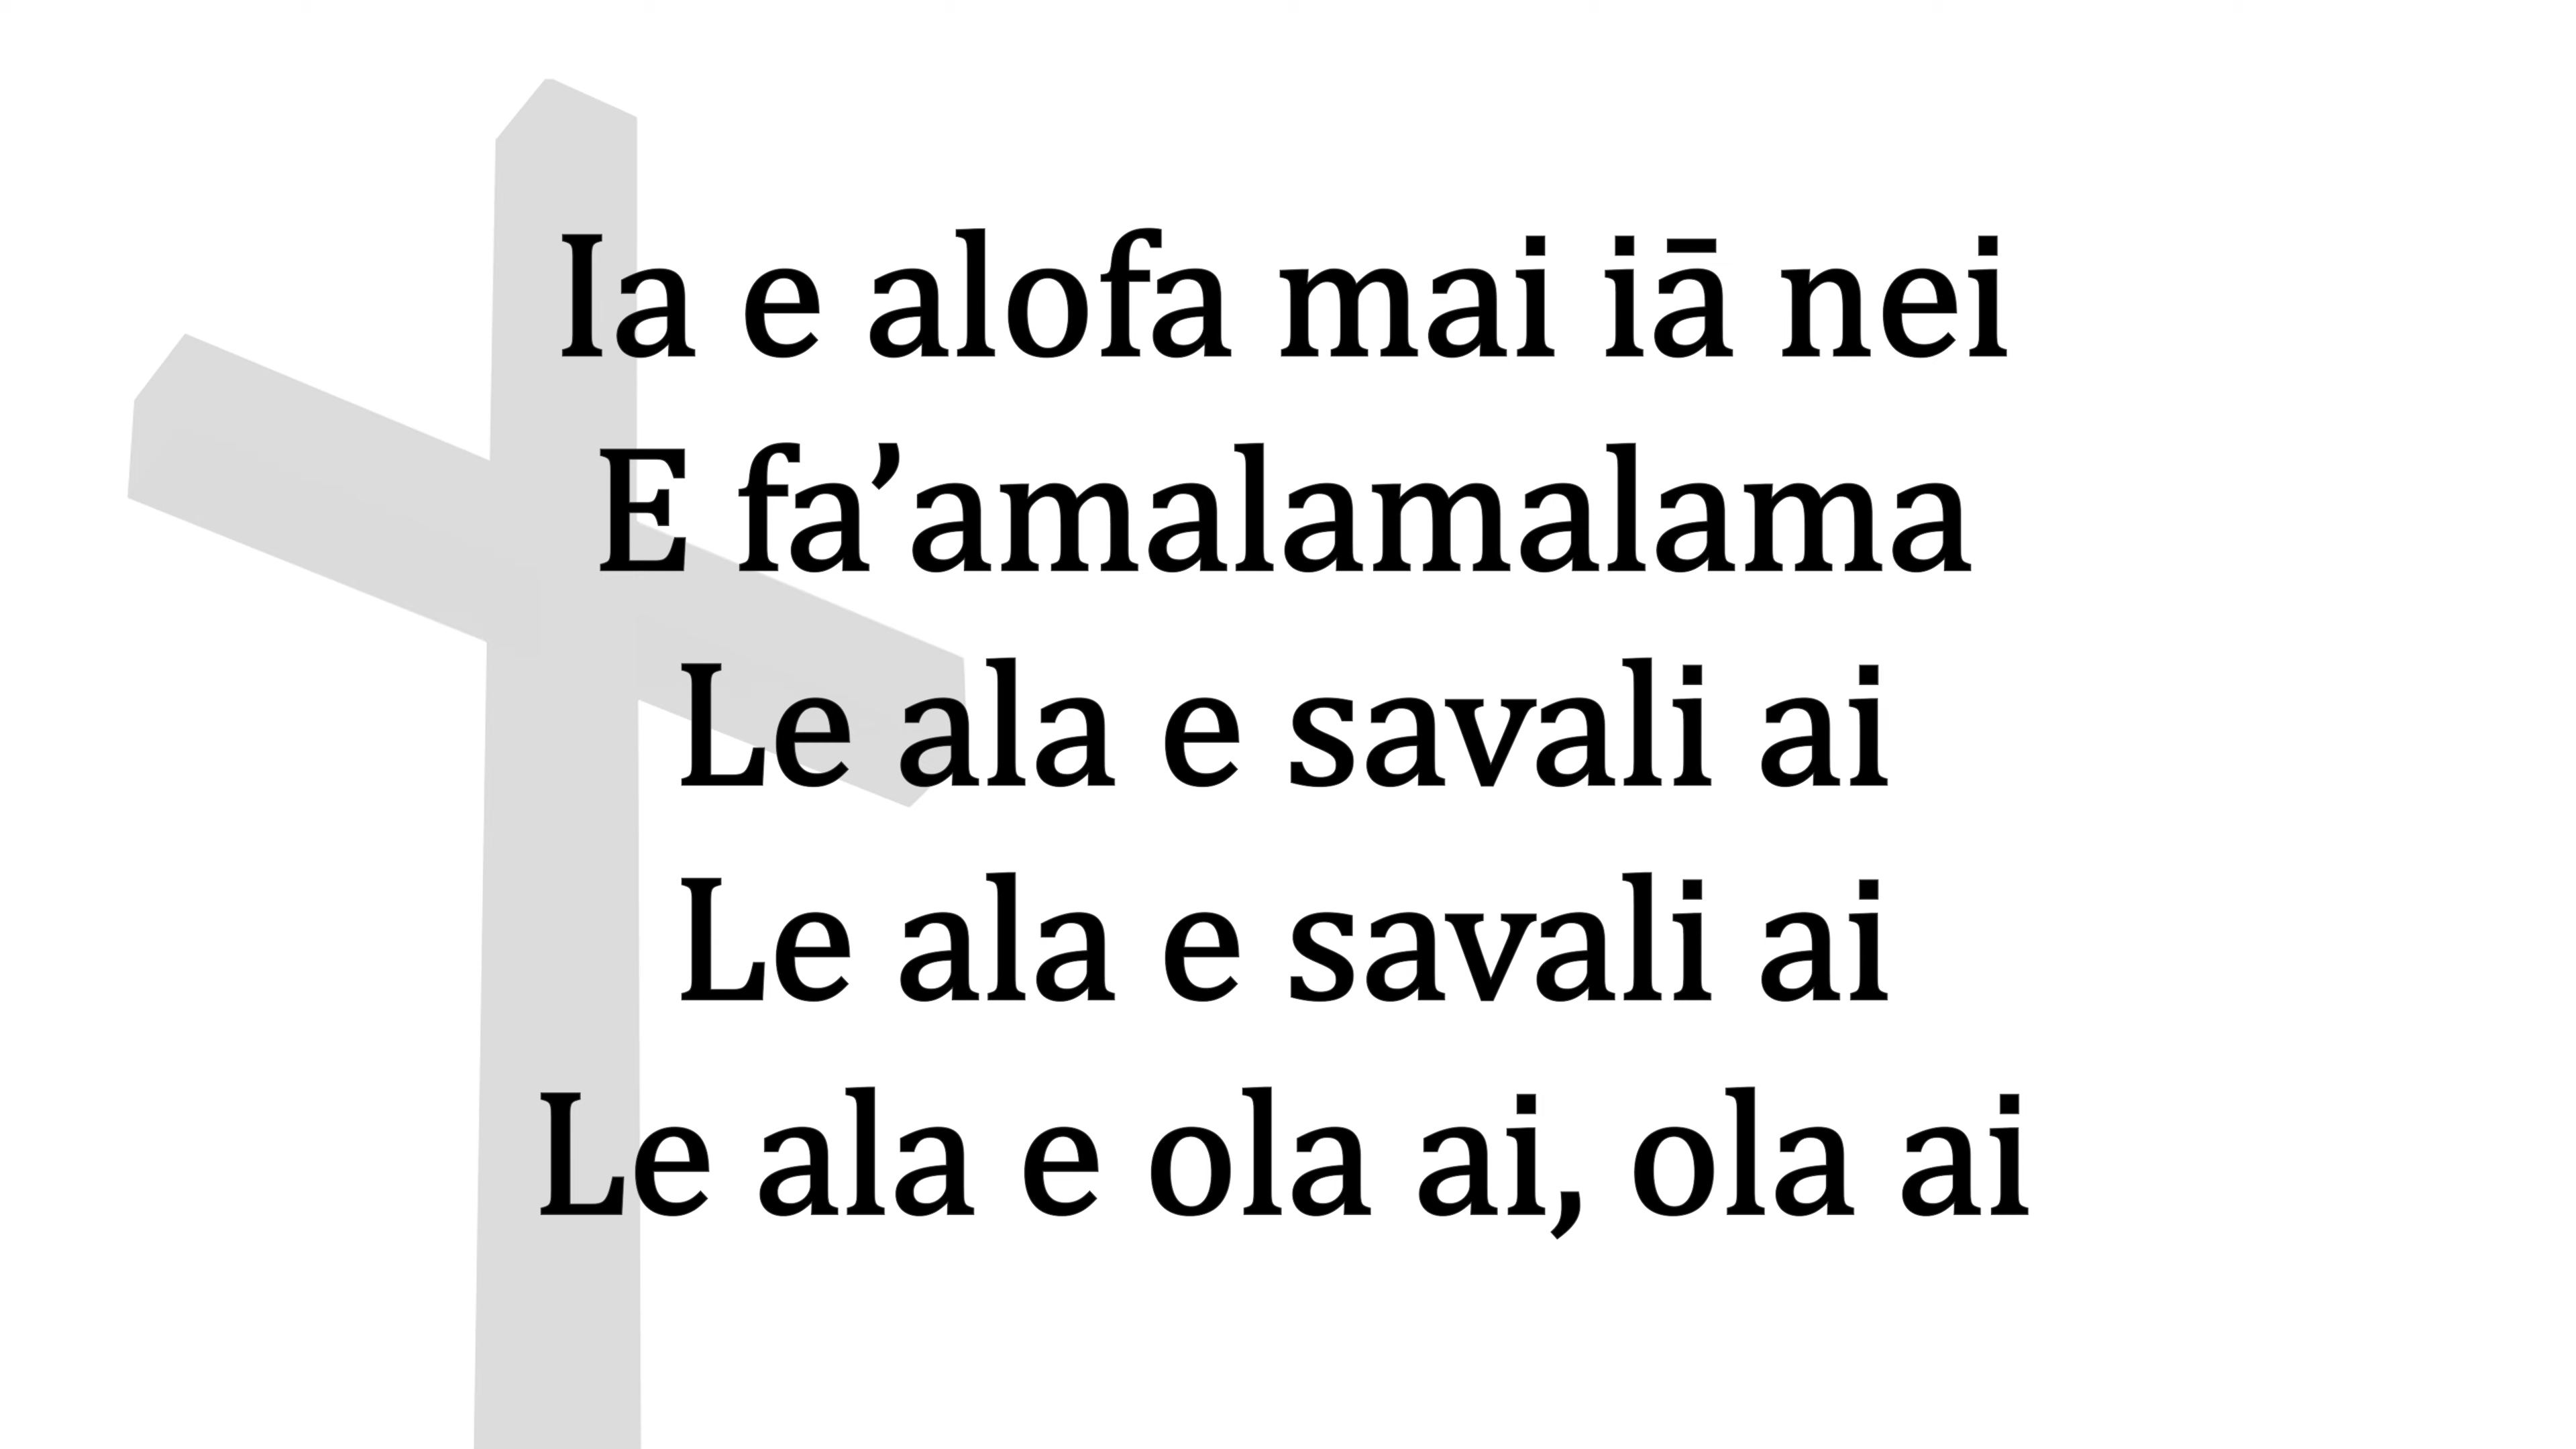 Ia e alofa mai iā nei
E fa’amalamalama
Le ala e savali ai
Le ala e savali ai
Le ala e ola ai, ola ai